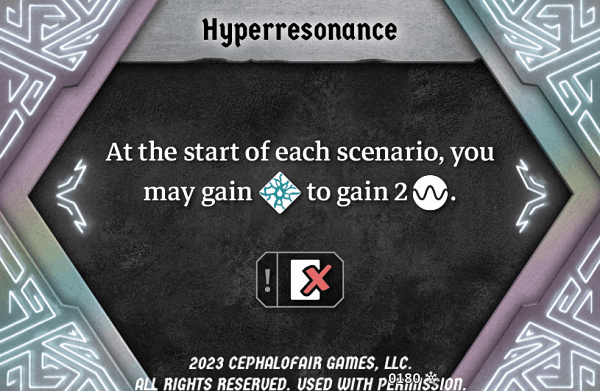 Hyperresonance
At the start of each scenario, you
may gain to gain 2 .
!
2023 CEPHALOFAIR GAMES, LLC.
ALL RIGHTS RESERVED. USED WITH PERMISSION.
0180